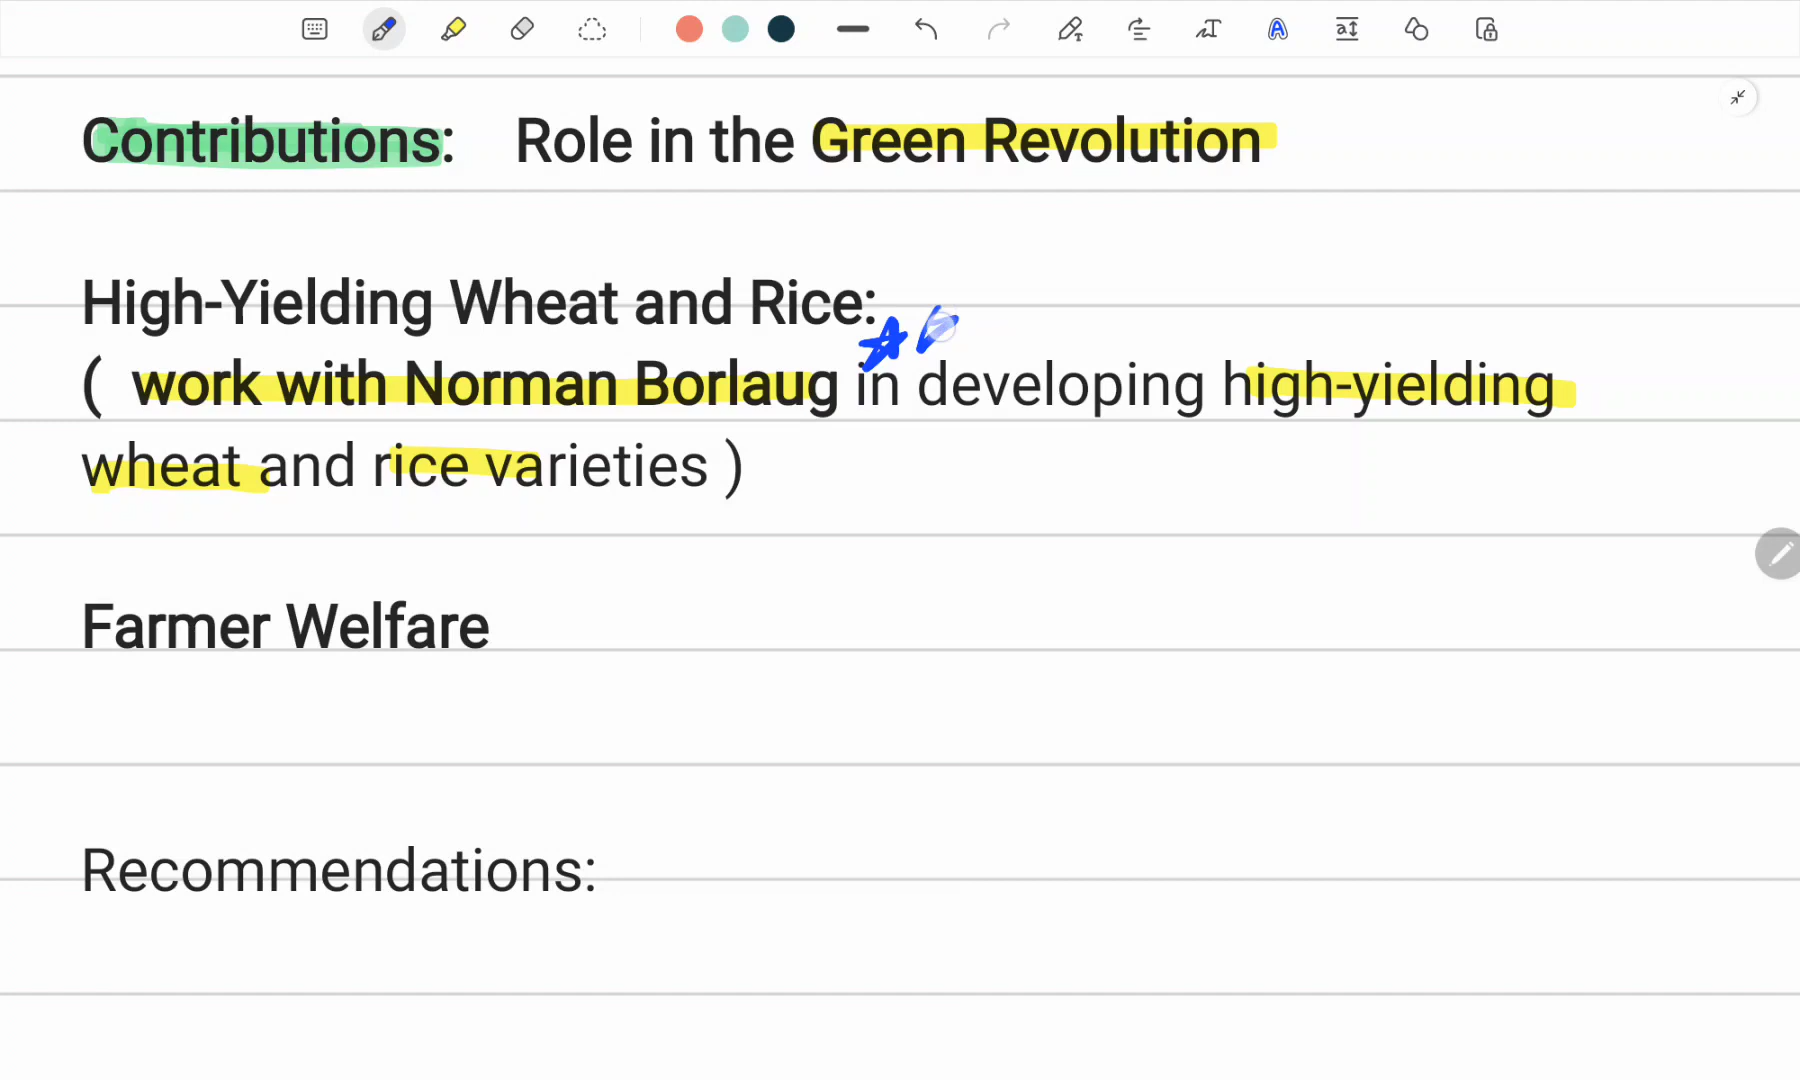 Contributions: Role in the Green Revolution
High-Yielding Wheat and Rice:
( work with Norman Borlaug in developing high-yielding
wheat and rice varieties )
Farmer Welfare
Recommendations: